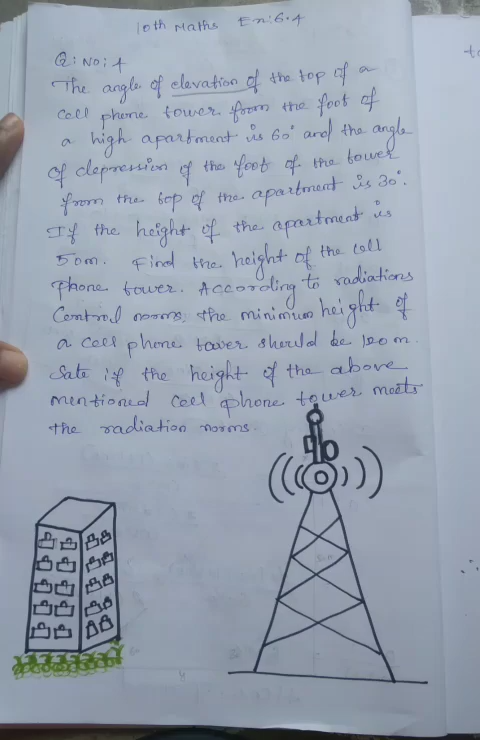 10th Maths Ex: 6.4
Q: No: 4
The angle of elevation of the top of a
cell phone tower from the foot of
a high apartment is 60° and the angle
of depression of the foot of the tower
from the top of the apartment is 30°.
If the height of the apartment is
50m. Find the height of the cell
phone tower. According to radiations
Control norms, the minimum height of
a cell phone tower should be 120 m.
Sate if the height of the above
mentioned cell phone tower meets
the radiation norms.